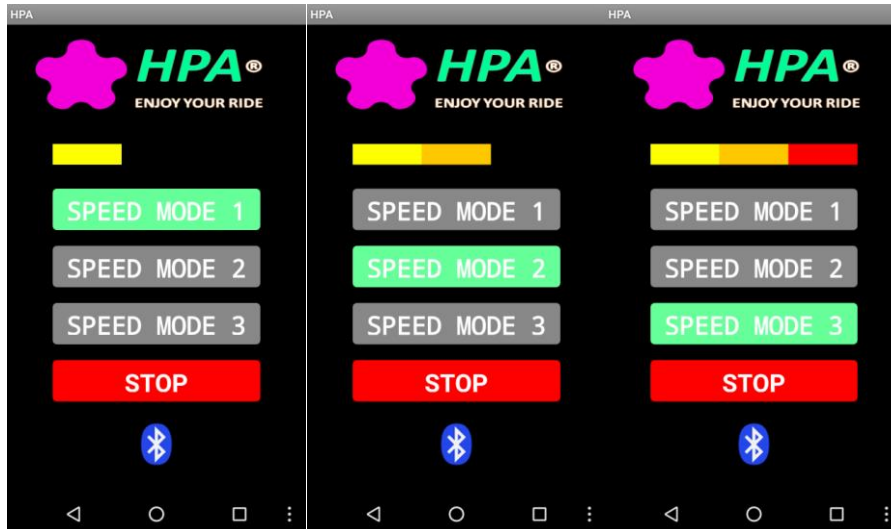 HPA
HPA®
ENJOY YOUR RIDE
SPEED MODE 1
SPEED MODE 2
SPEED MODE 3
STOP
HPA
HPA®
ENJOY YOUR RIDE
SPEED MODE 1
SPEED MODE 2
SPEED MODE 3
STOP
HPA
HPA®
ENJOY YOUR RIDE
SPEED MODE 1
SPEED MODE 2
SPEED MODE 3
STOP